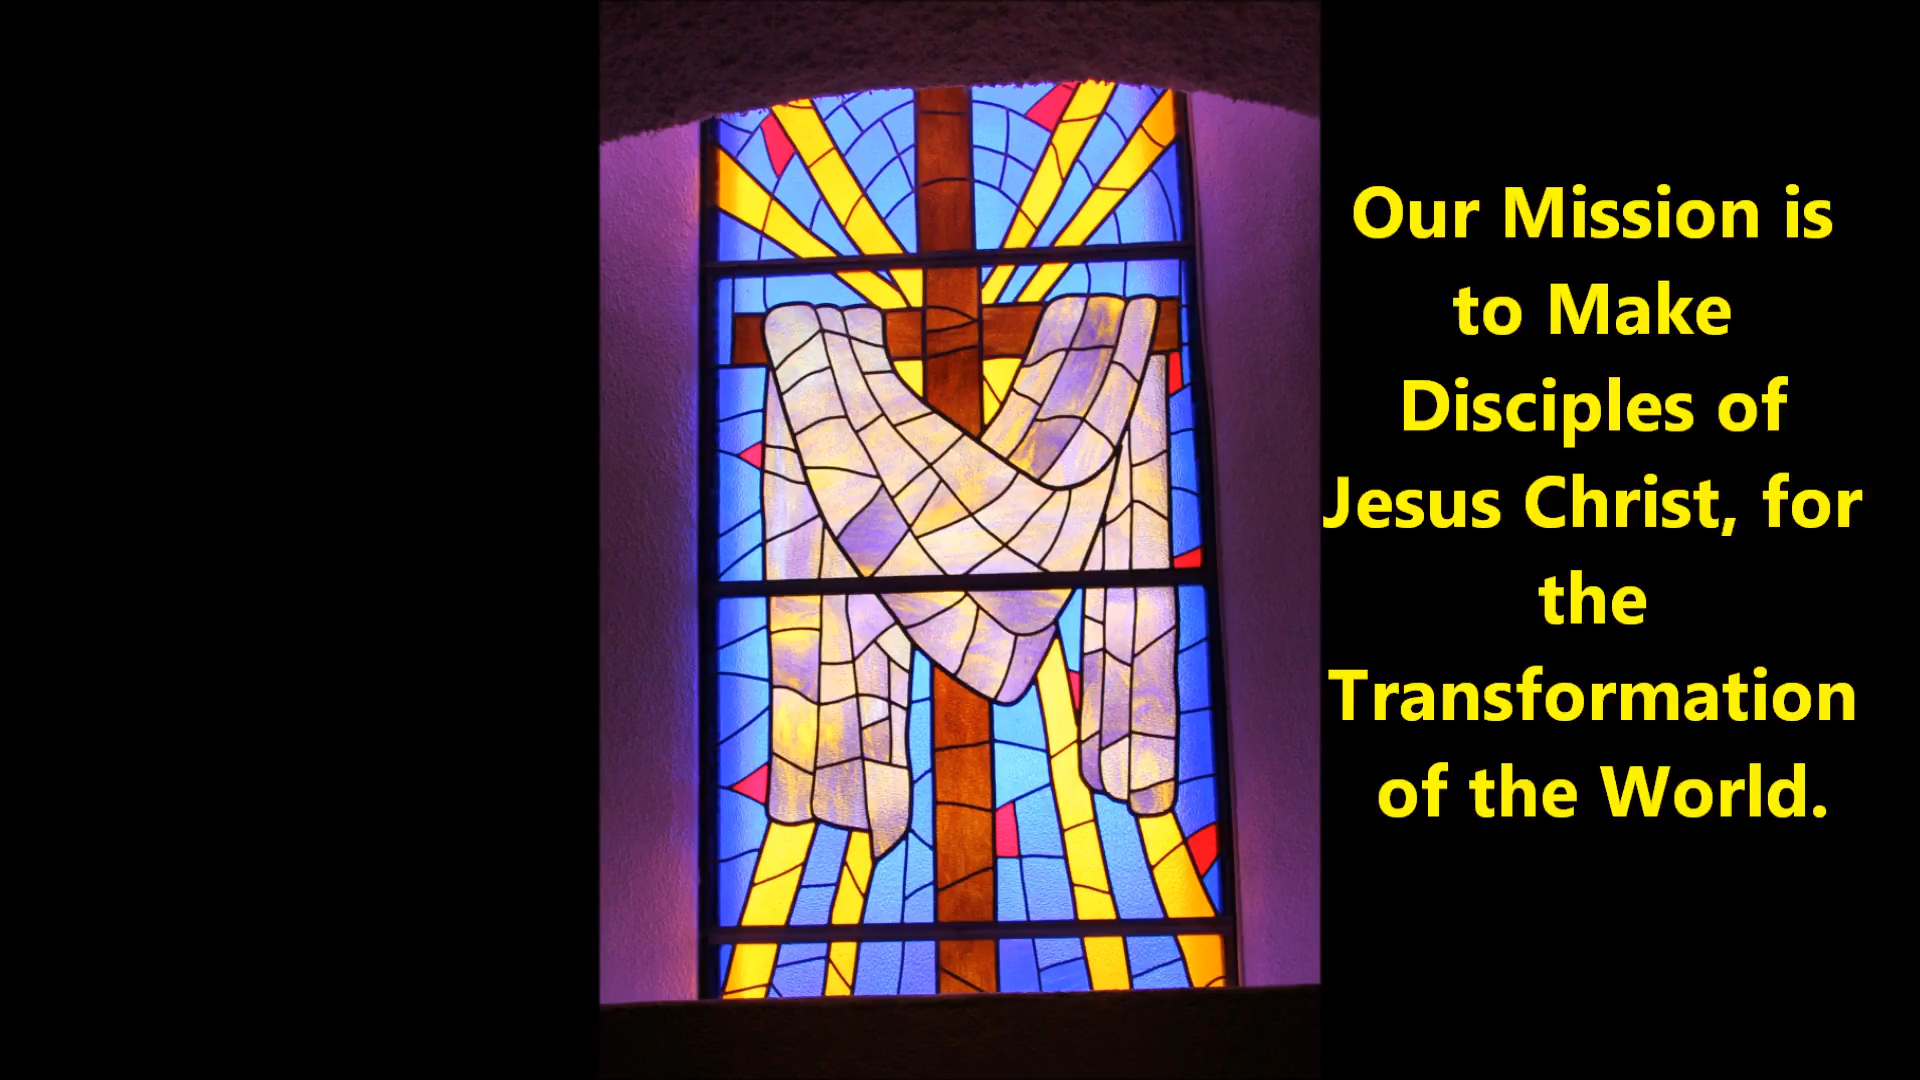 Our Mission is
to Make
Disciples of
Jesus Christ, for
the
Transformation
of the World.